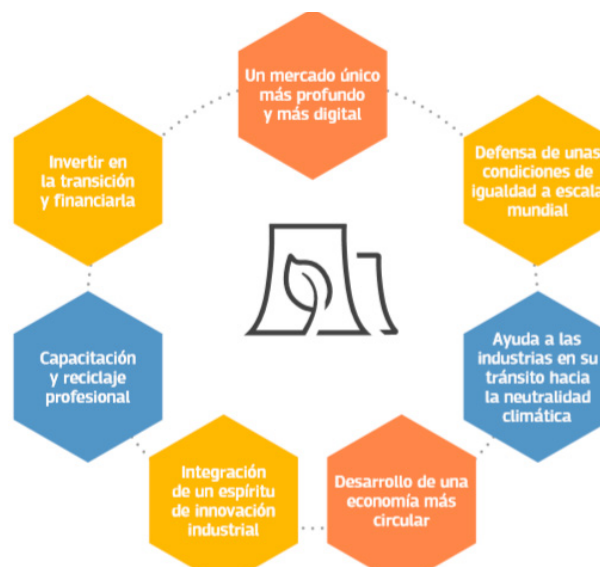 Un mercado único
más profundo
y más digital
Defensa de unas
condiciones de
igualdad a escala
mundial
Ayuda a las
industrias en su
tránsito hacia
la neutralidad
climática
Desarrollo de una
economía más
circular
Integración
de un espíritu
de innovación
industrial
Capacitación
y reciclaje
profesional
Invertir en
la transición
y financiarla